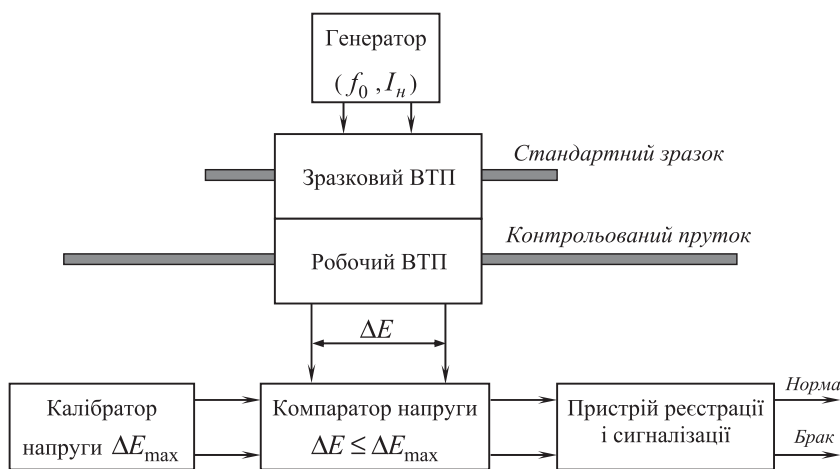 Генератор
(f₀, Iₙ)
Стандартний зразок
Зразковий ВТП
Контрольований пруток
Робочий ВТП
ΔE
Калібратор
напруги ΔEmax
Компаратор напруги
ΔE ≤ ΔEmax
Пристрій реєстрації
і сигналізації
Норма
Брак